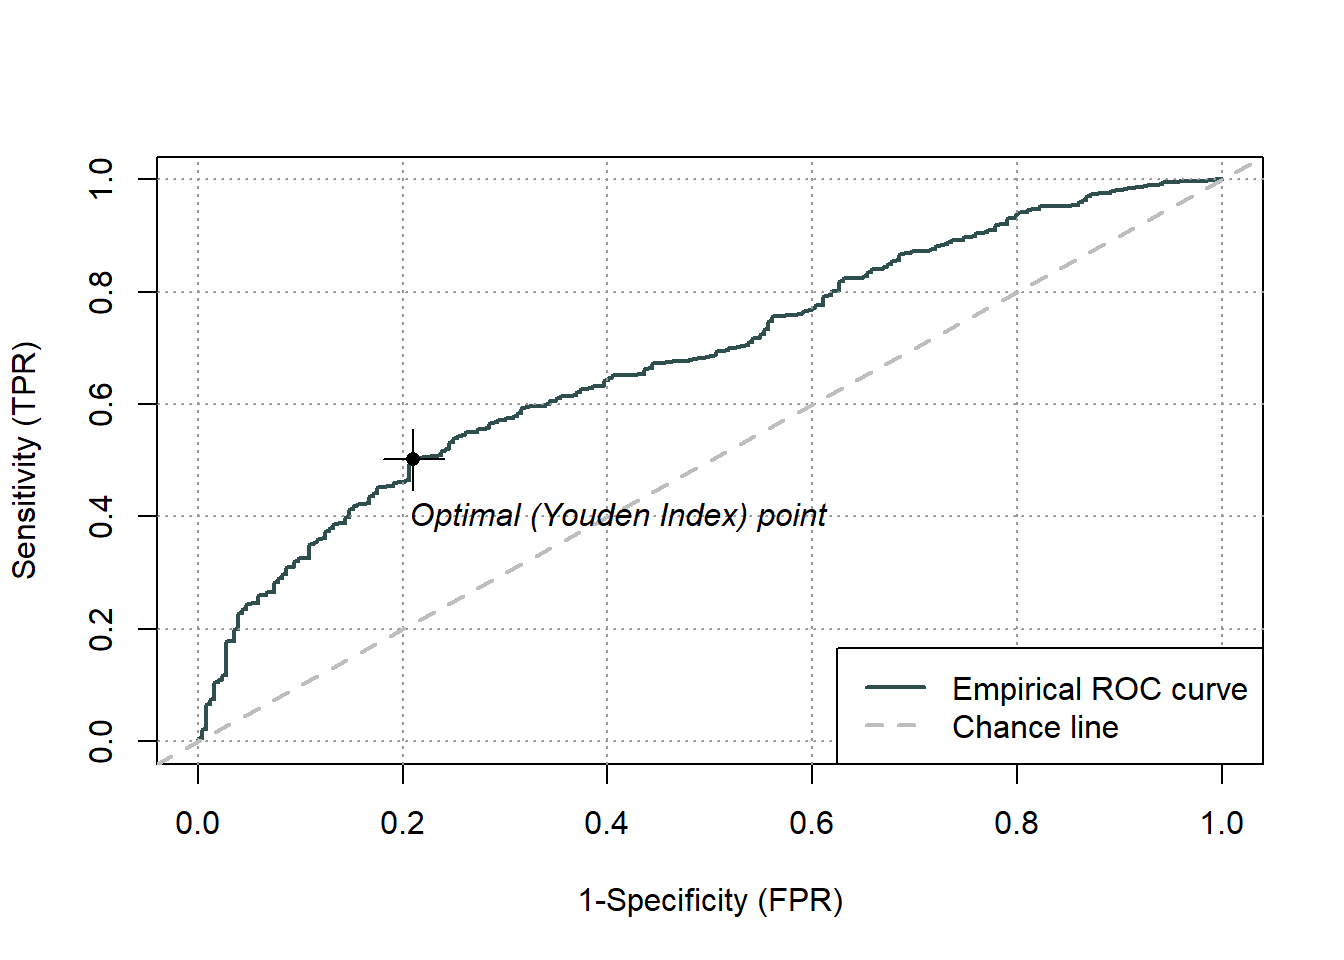 1.0
0.8
0.6
0.4
0.2
0.0
Sensitivity (TPR)
Optimal (Youden Index) point
Empirical ROC curve
Chance line
0.0 0.2 0.4 0.6 0.8 1.0
1-Specificity (FPR)